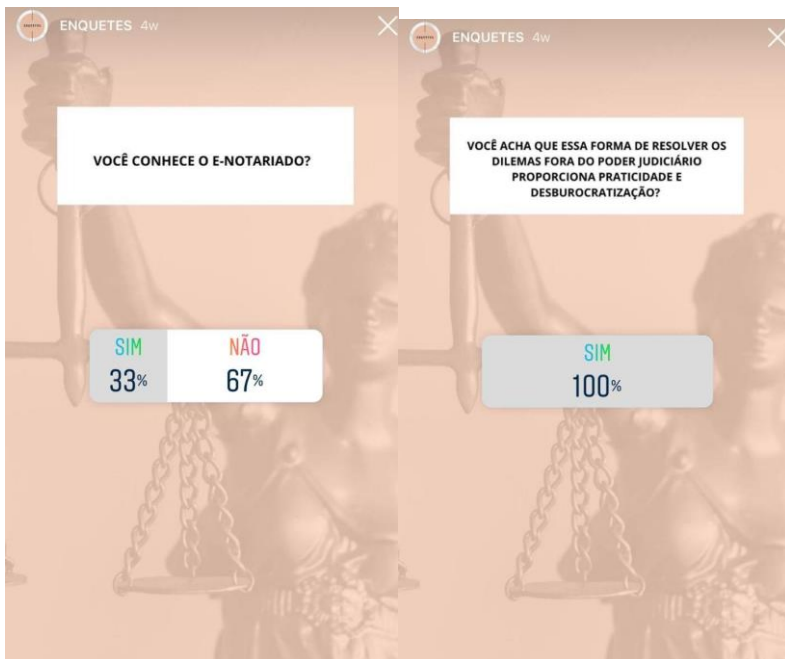 ENQUETES 4w
VOCÊ CONHECE O E-NOTARIADO?
SIM
33%
NÃO
67%
ENQUETES 4w
VOCÊ ACHA QUE ESSA FORMA DE RESOLVER OS
DILEMAS FORA DO PODER JUDICIÁRIO
PROPORCIONA PRATICIDADE E
DESBUROCRATIZAÇÃO?
SIM
100%